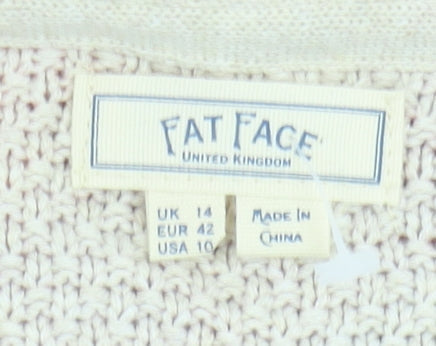 FAT FACE
UNITED KINGDOM
UK 14
EUR 42
USA 10
MADE IN
CHINA